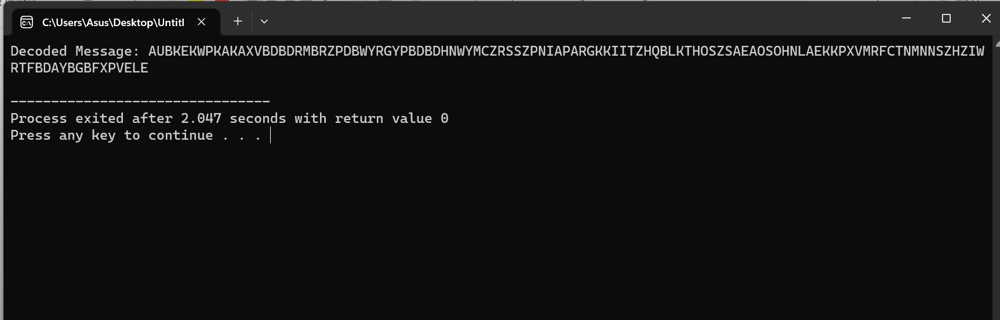 C:\Users\Asus\Desktop\Untitl
Decoded Message: AUBKEKWPKAKAXVBDBDRMBRZPDBWYRGYPBDBDHNWYMCZRSSZPNIAPARGKKIITZHQBLKTHOSZSAEAOSOHNLAEKKPXVMRFCTNMNNSZHZIW
RTFBDAYBGBFXPVELE
--------------------------------
Process exited after 2.047 seconds with return value 0
Press any key to continue . . .